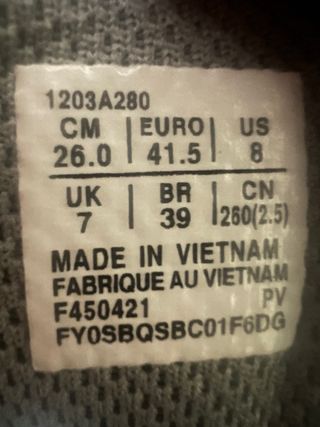 1203A280
CM | EURO | US
26.0 | 41.5 | 8
UK | BR | CN
7 | 39 | 260(2.5)
MADE IN VIETNAM
FABRIQUE AU VIETNAM
F450421 PV
FY0SBQSBC01F6DG